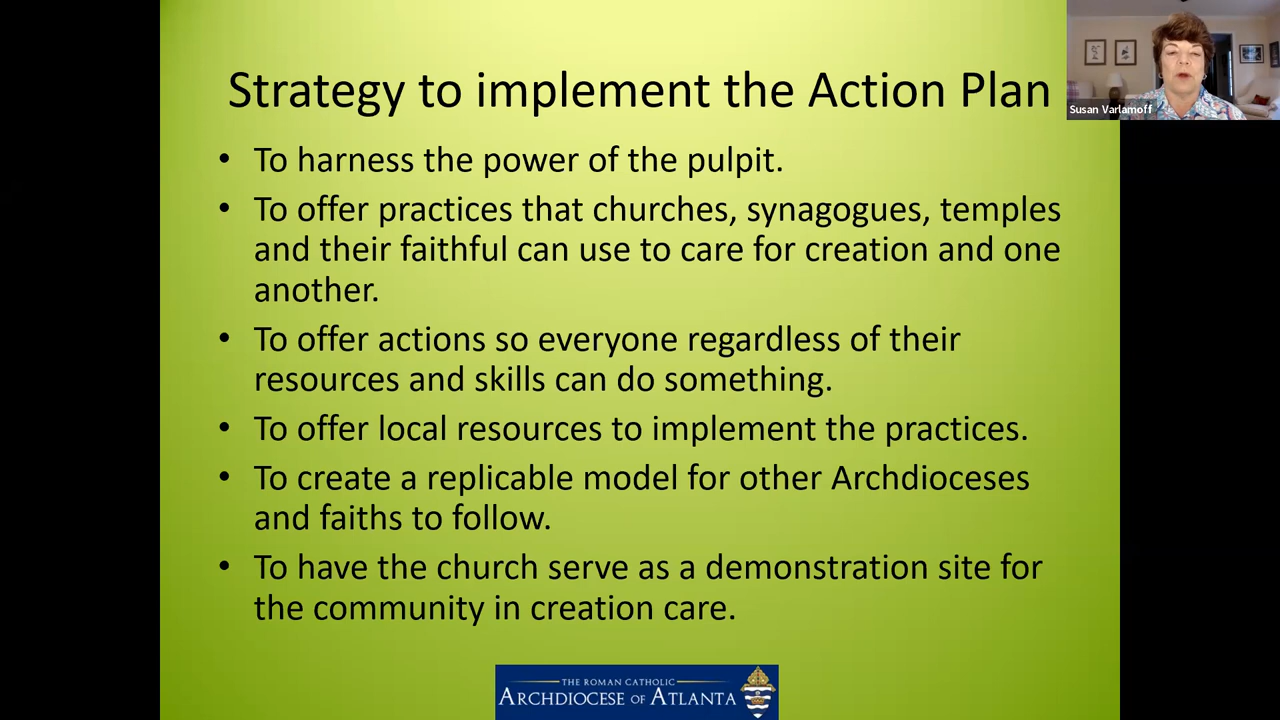 Strategy to implement the Action Plan
Susan Varlamoff
• To harness the power of the pulpit.
• To offer practices that churches, synagogues, temples
and their faithful can use to care for creation and one
another.
• To offer actions so everyone regardless of their
resources and skills can do something.
• To offer local resources to implement the practices.
• To create a replicable model for other Archdioceses
and faiths to follow.
• To have the church serve as a demonstration site for
the community in creation care.
THE ROMAN CATHOLIC
ARCHDIOCESE OF ATLANTA